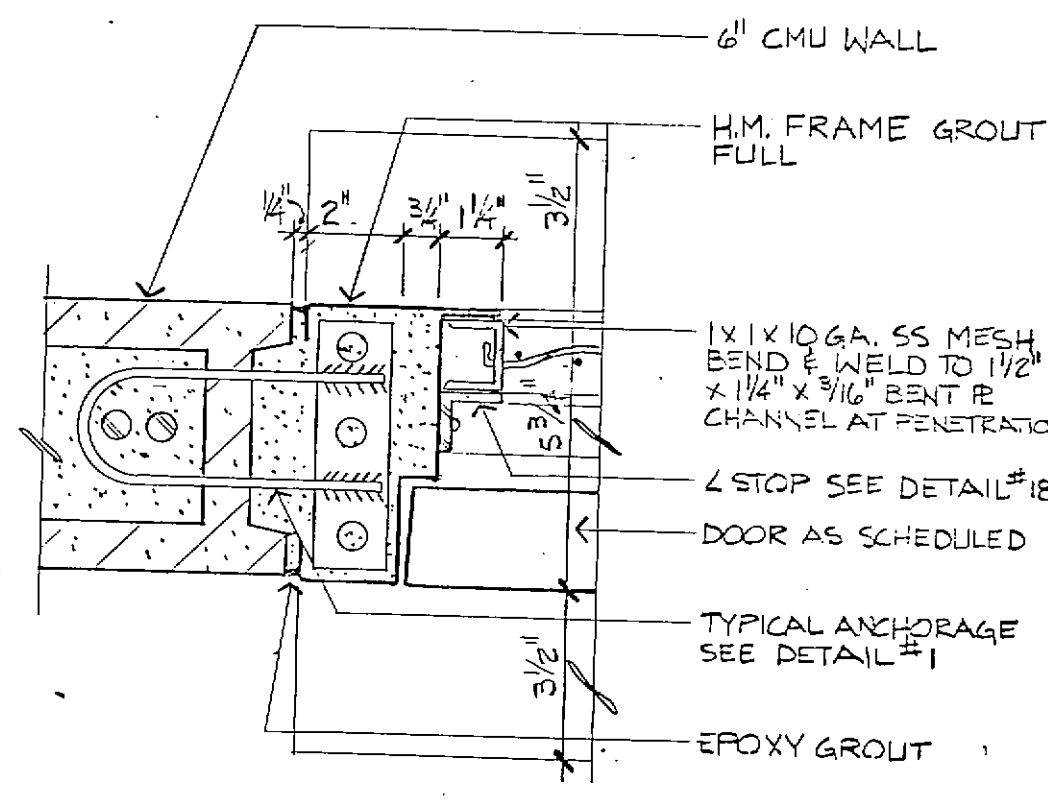 6" CMU WALL
H.M. FRAME GROUT
FULL
1/4" 2" 3/4" 1 1/4"
3 1/2"
1 X 1 X 10 GA. SS MESH
BEND & WELD TO 1 1/2"
X 1 1/4" X 3/16" BENT PL
CHANNEL AT PENETRATIO
5 3/4"
∠ STOP SEE DETAIL #18
DOOR AS SCHEDULED
TYPICAL ANCHORAGE
SEE DETAIL #1
3 1/2"
EPOXY GROUT